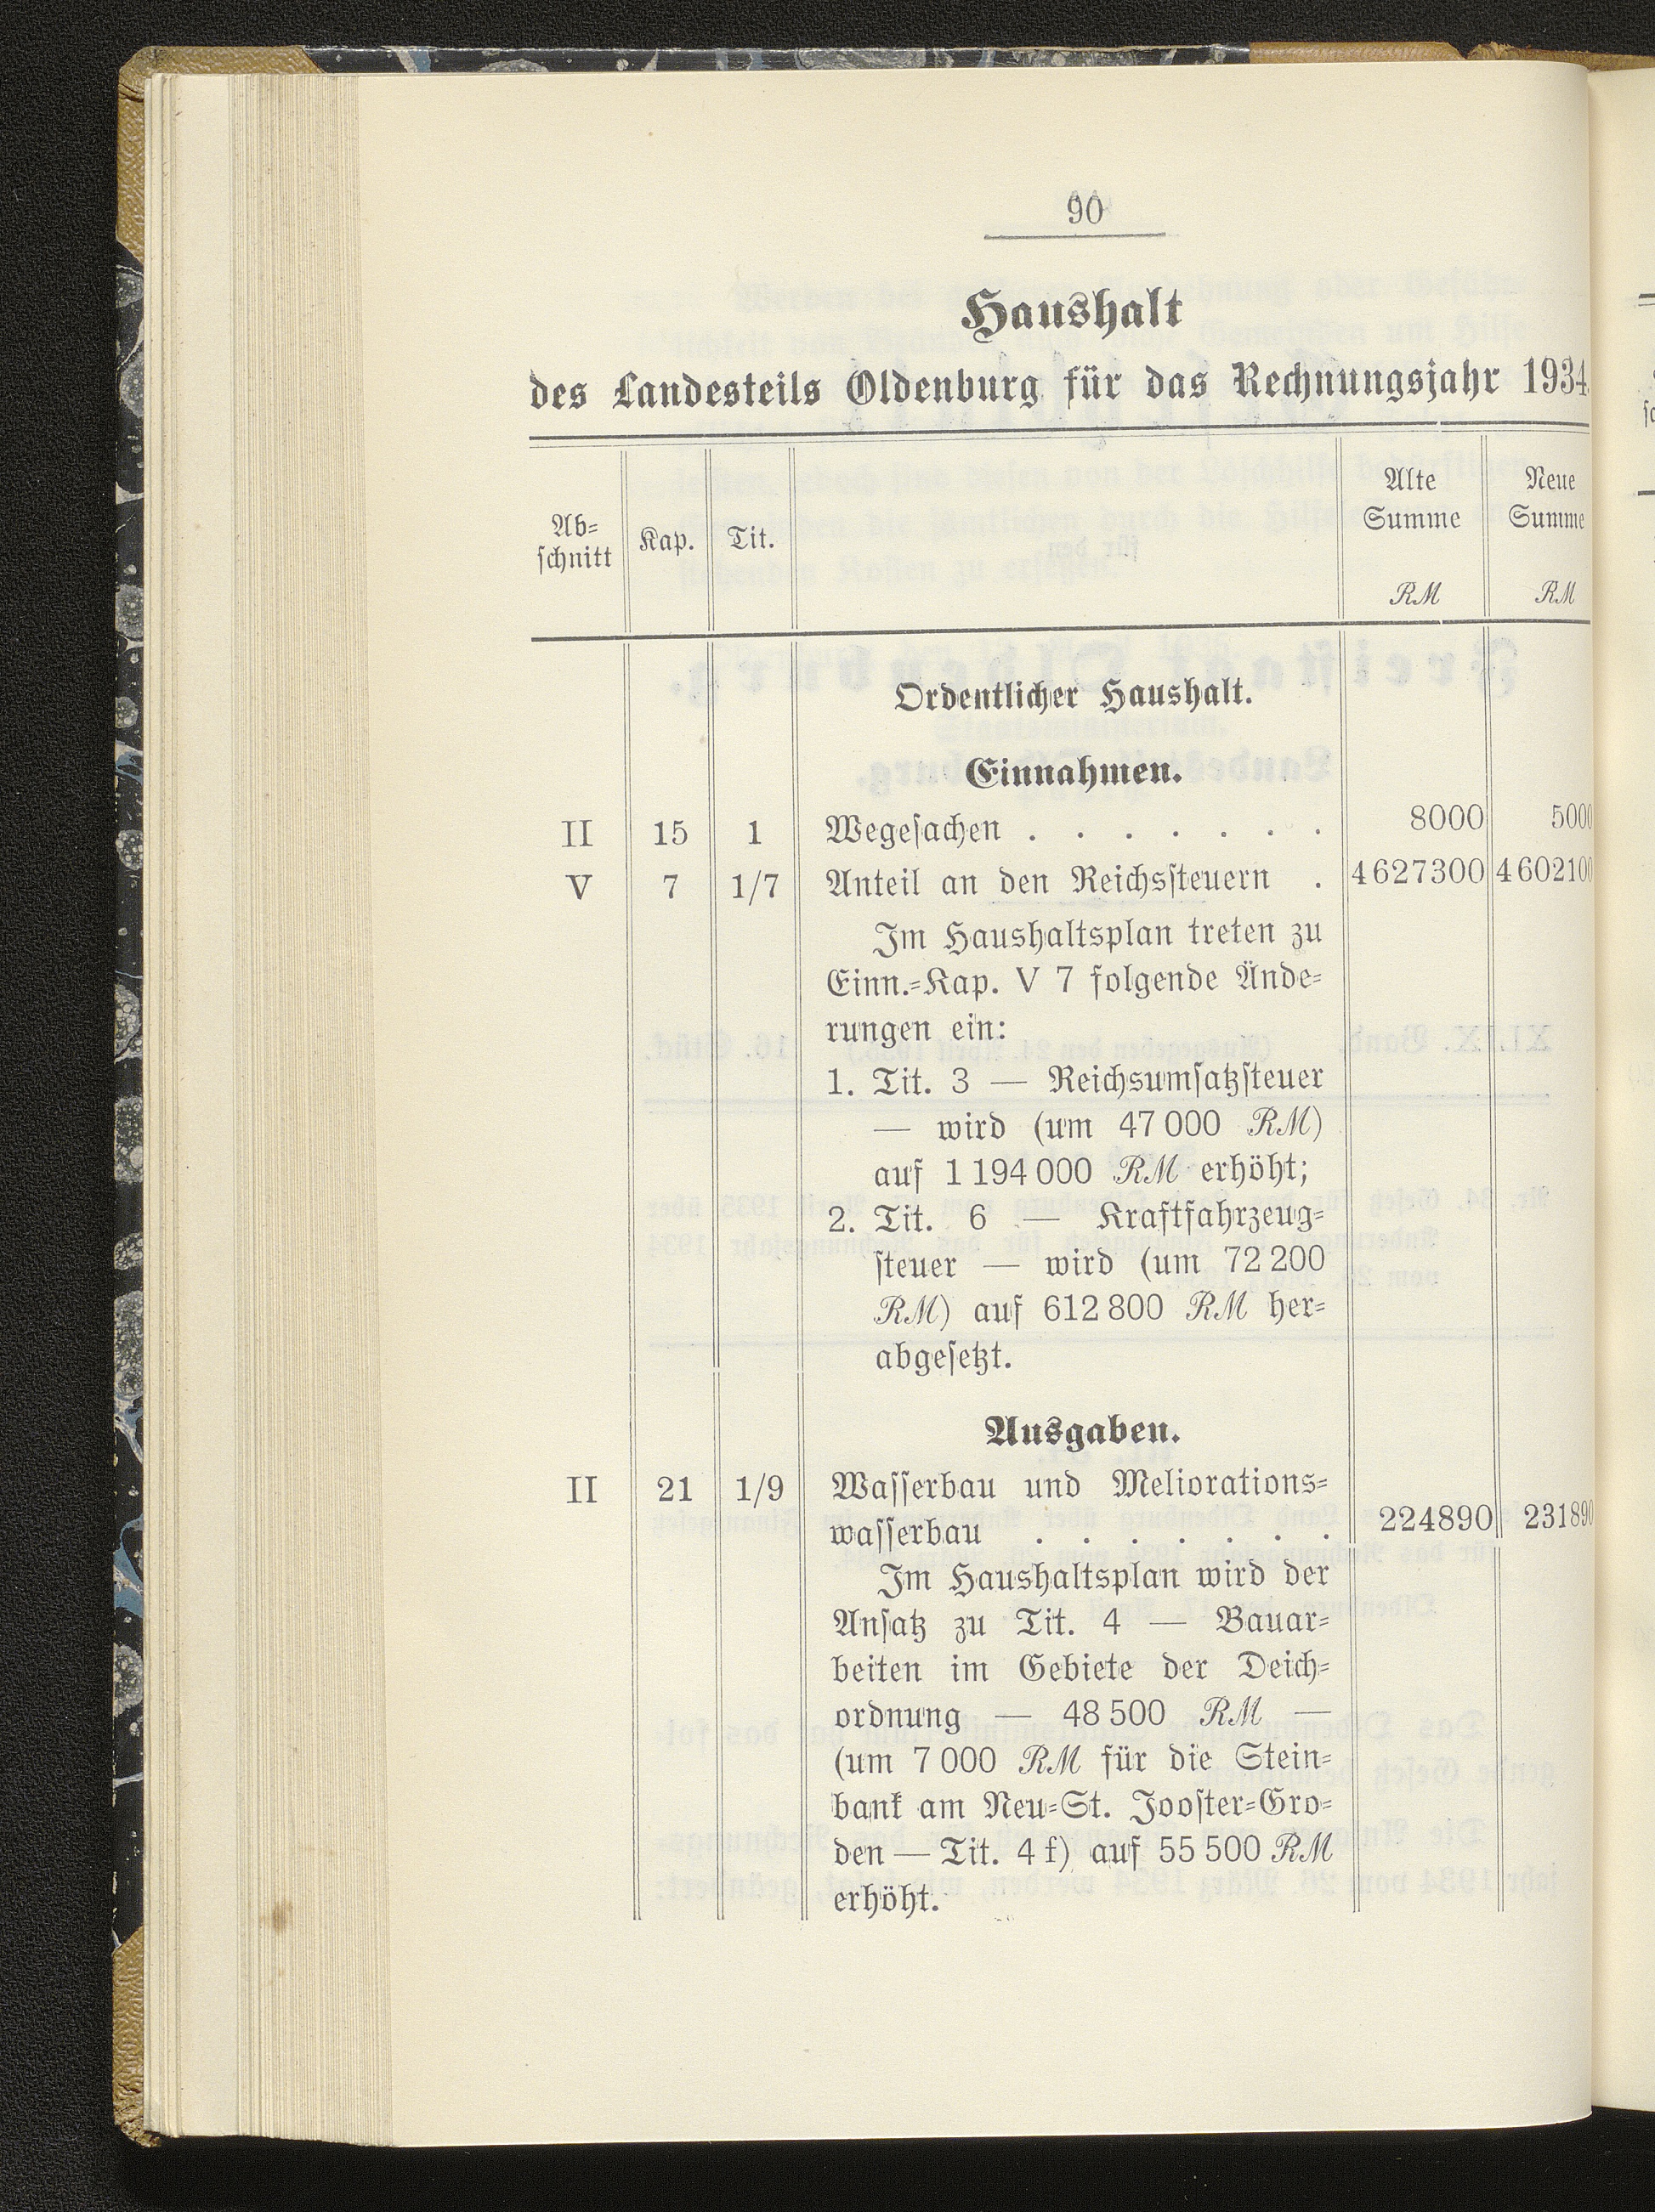 90
Haushalt
des Landesteils Oldenburg für das Rechnungsjahr 1934.
Ab-
schnitt Kap. Tit. Alte Summe RM Neue Summe RM
Ordentlicher Haushalt.
Einnahmen.
II 15 1 Wegesachen . . . . . . . 8000 5000
V 7 1/7 Anteil an den Reichssteuern . 4627300 4602100
Im Haushaltsplan treten zu
Einn.-Kap. V 7 folgende Ände-
rungen ein:
1. Tit. 3 — Reichsumsatzsteuer
— wird (um 47 000 RM)
auf 1 194 000 RM erhöht;
2. Tit. 6 — Kraftfahrzeug-
steuer — wird (um 72 200
RM) auf 612 800 RM her-
abgesetzt.
Ausgaben.
II 21 1/9 Wasserbau und Meliorations-
wasserbau . . . . . . . 224890 231890
Im Haushaltsplan wird der
Ansatz zu Tit. 4 — Bauar-
beiten im Gebiete der Deich-
ordnung — 48 500 RM —
(um 7 000 RM für die Stein-
bank am Neu-St. Jooster-Gro-
den — Tit. 4 f) auf 55 500 RM
erhöht.